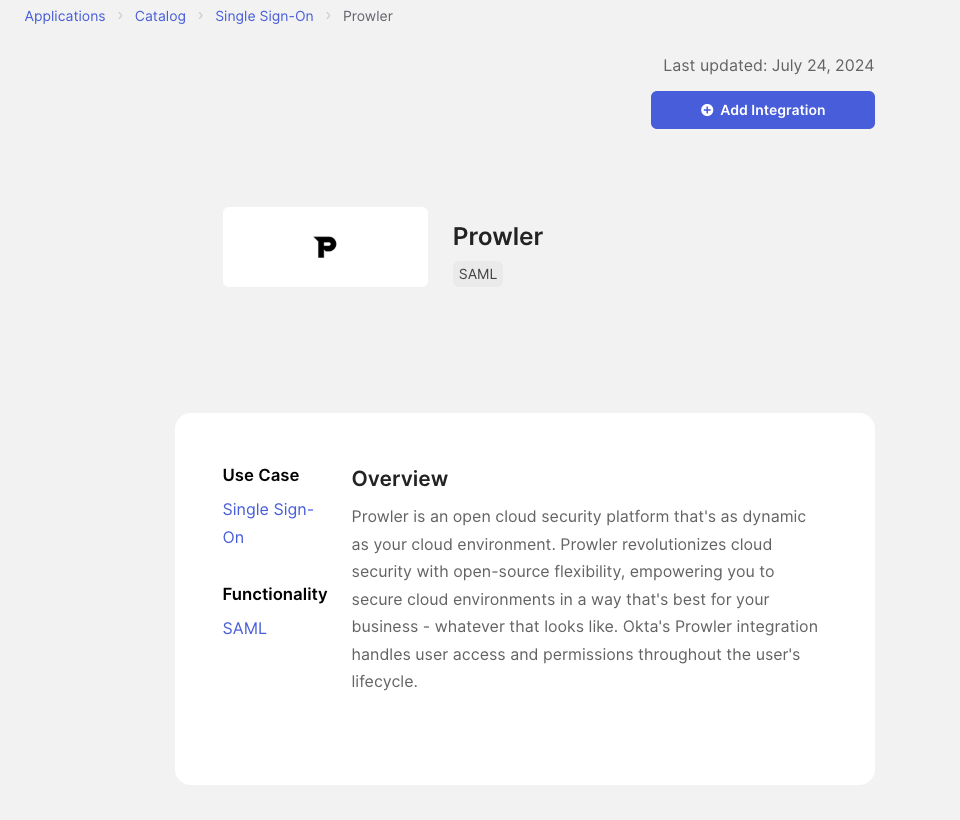 Applications › Catalog › Single Sign-On › Prowler
Last updated: July 24, 2024
Add Integration
P
Prowler
SAML
Use Case
Single Sign-
On
Functionality
SAML
Overview
Prowler is an open cloud security platform that's as dynamic
as your cloud environment. Prowler revolutionizes cloud
security with open-source flexibility, empowering you to
secure cloud environments in a way that's best for your
business - whatever that looks like. Okta's Prowler integration
handles user access and permissions throughout the user's
lifecycle.